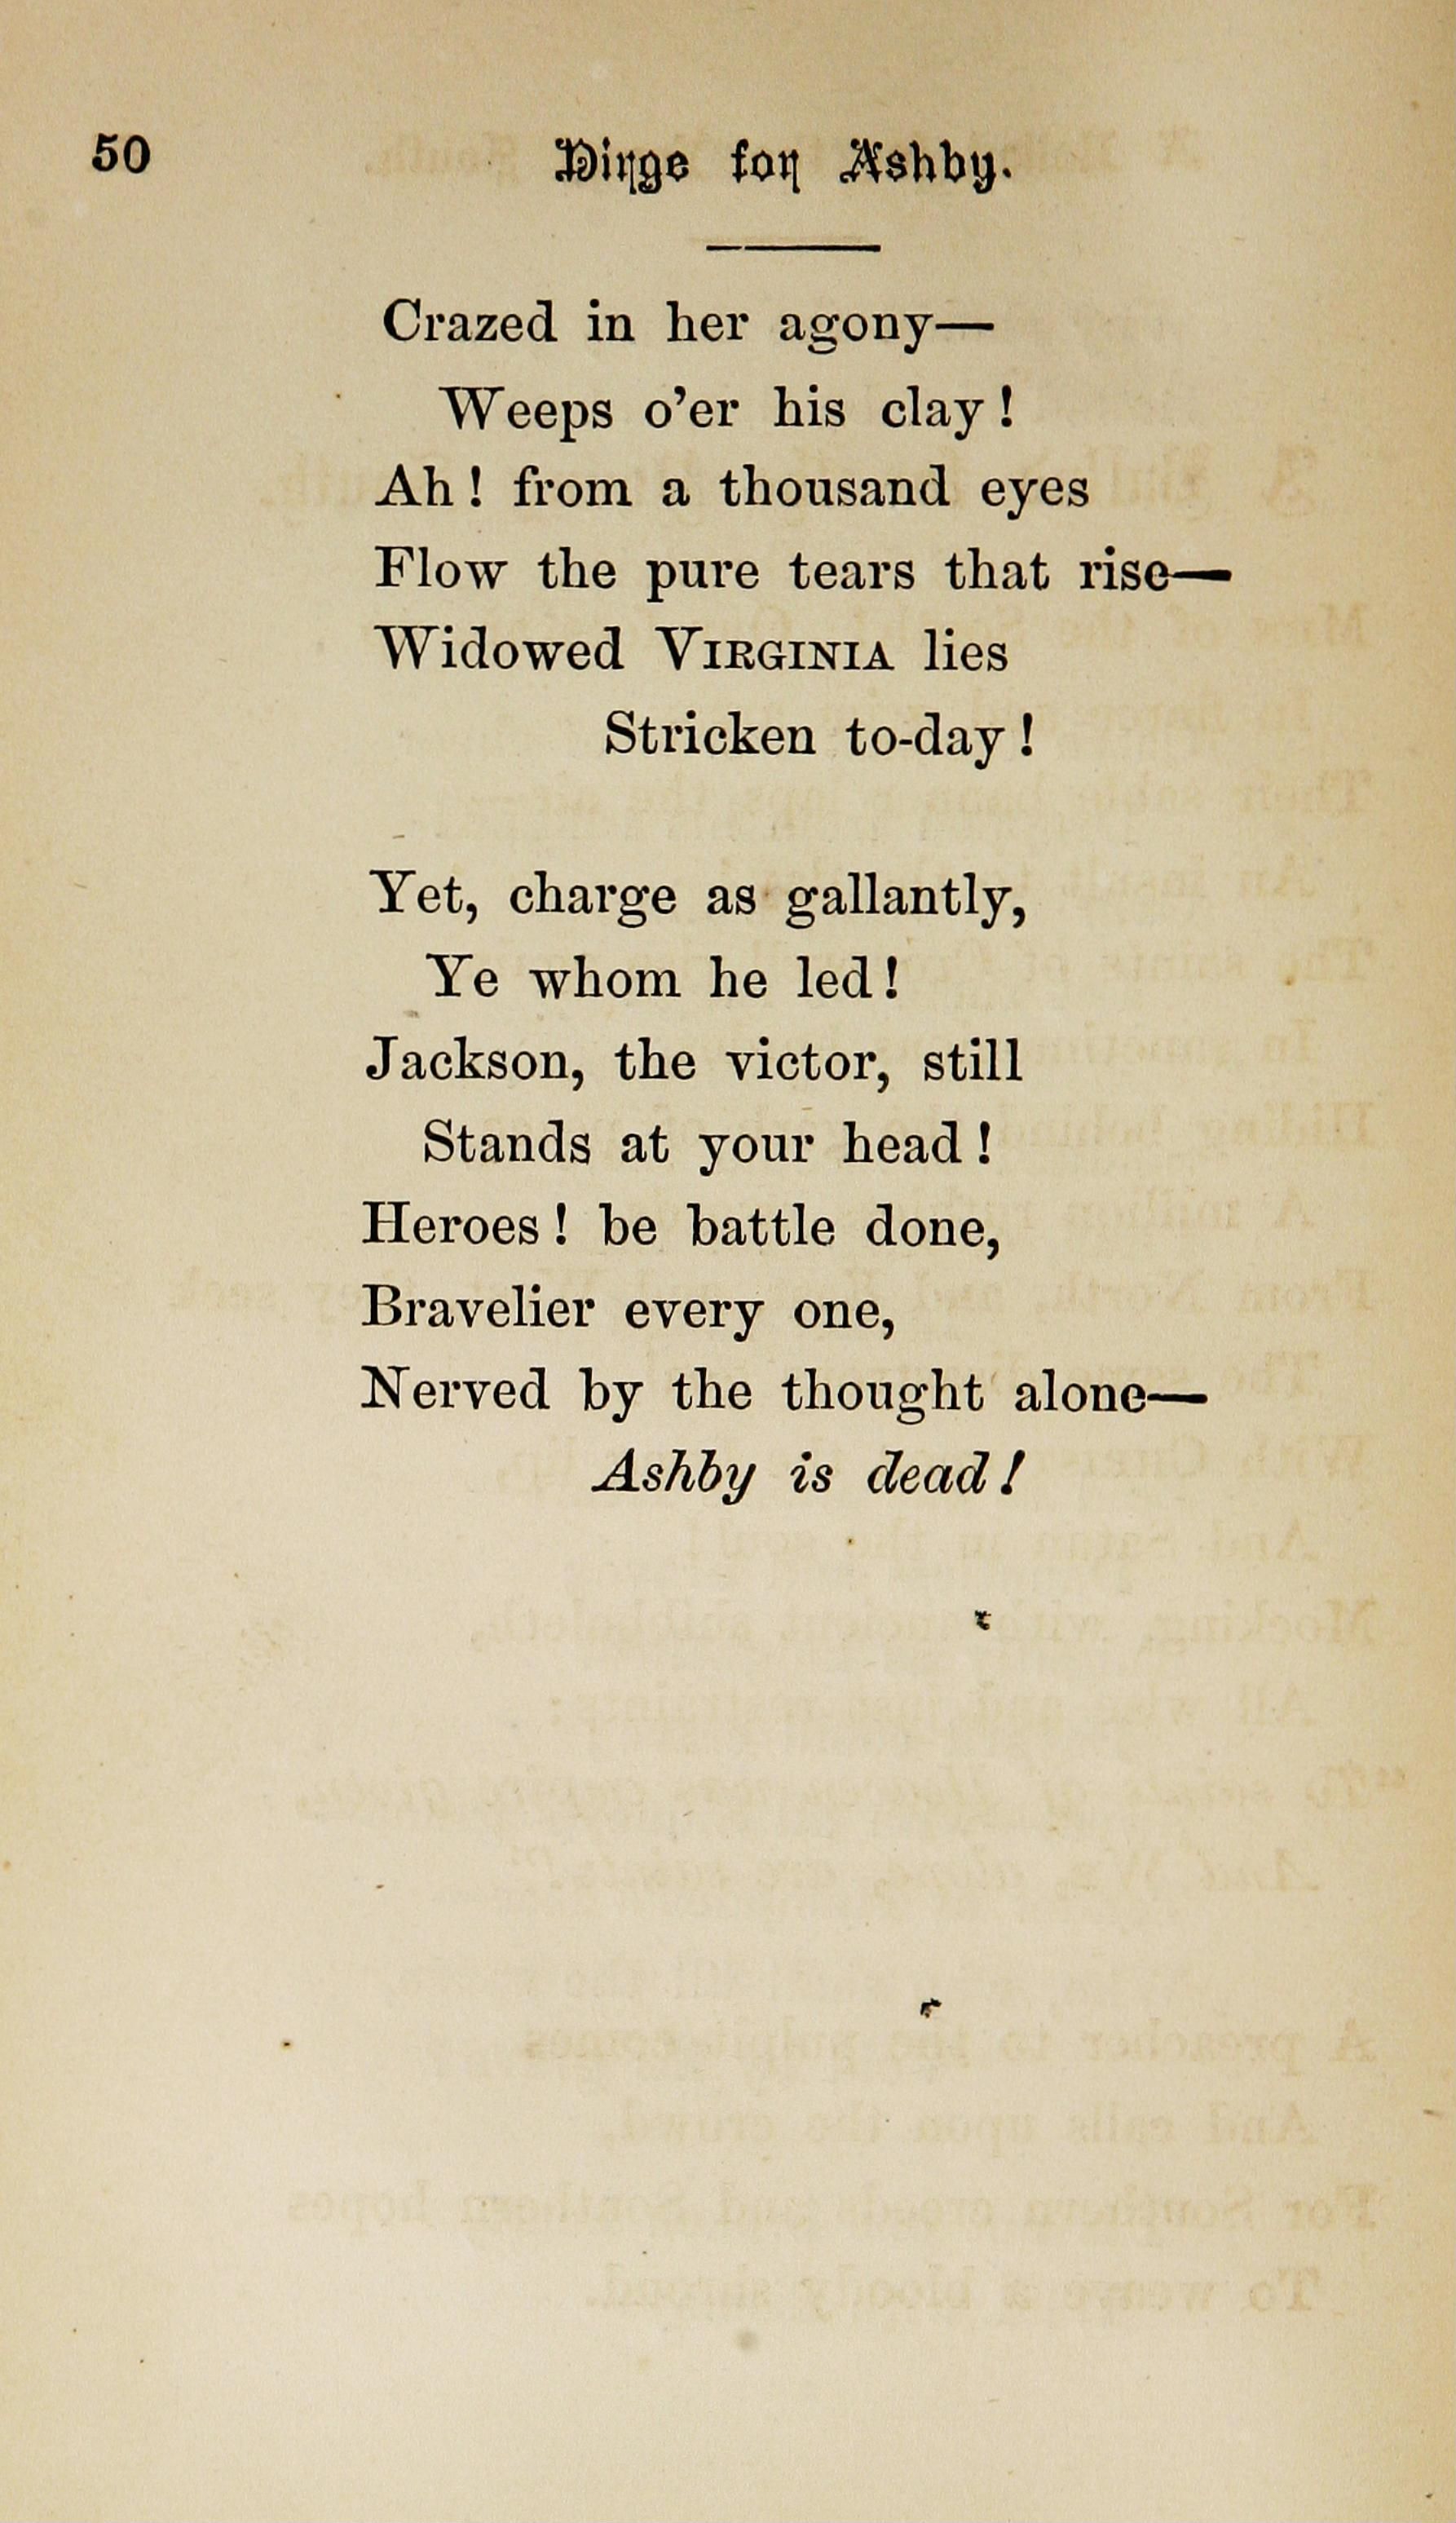 50
Dirge for Ashby.
Crazed in her agony—
Weeps o'er his clay!
Ah! from a thousand eyes
Flow the pure tears that rise—
Widowed VIRGINIA lies
Stricken to-day!
Yet, charge as gallantly,
Ye whom he led!
Jackson, the victor, still
Stands at your head!
Heroes! be battle done,
Bravelier every one,
Nerved by the thought alone—
Ashby is dead!